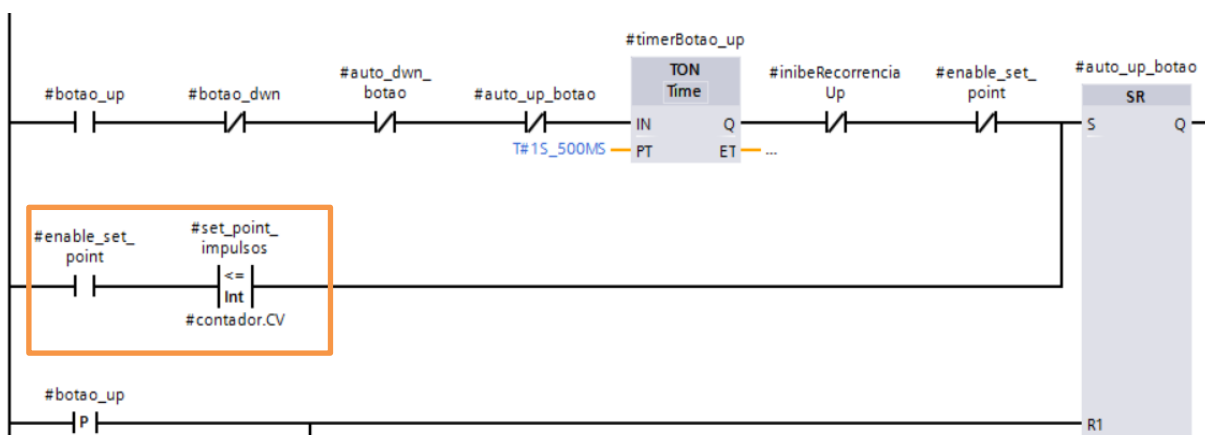 #timerBotao_up
TON
Time
IN
Q
T#1S_500MS
PT
ET
...
#botao_up
#botao_dwn
#auto_dwn_
botao
#auto_up_botao
#inibeRecorrencia
Up
#enable_set_
point
#auto_up_botao
SR
S
Q
R1
#enable_set_
point
#set_point_
impulsos
<=
Int
#contador.CV
#botao_up
P